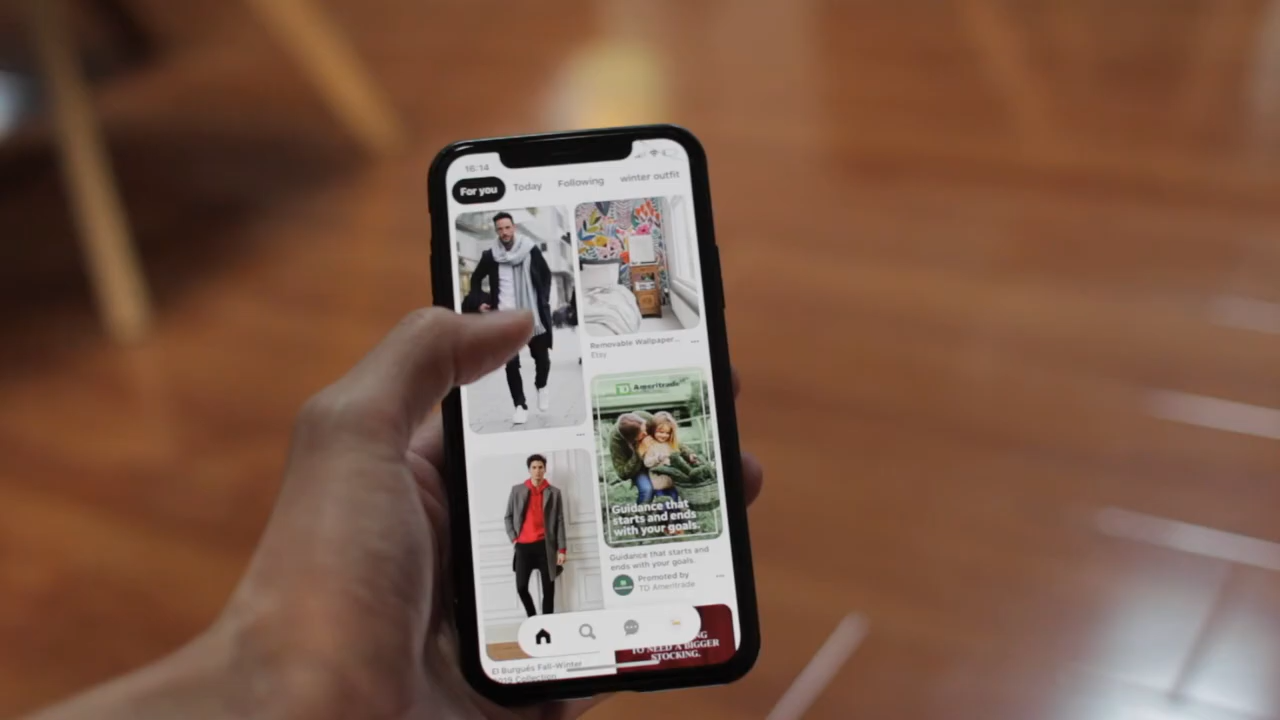 16:14
For you
Today
Following
winter outfit
Removable Wallpaper...
Etsy
TD Ameritrade
Guidance that
starts and ends
with your goals.
Guidance that starts and
ends with your goals.
Promoted by
TD Ameritrade
TO NEED A BIGGER
STOCKING.
El Burgués Fall-Winter
2019 Collection